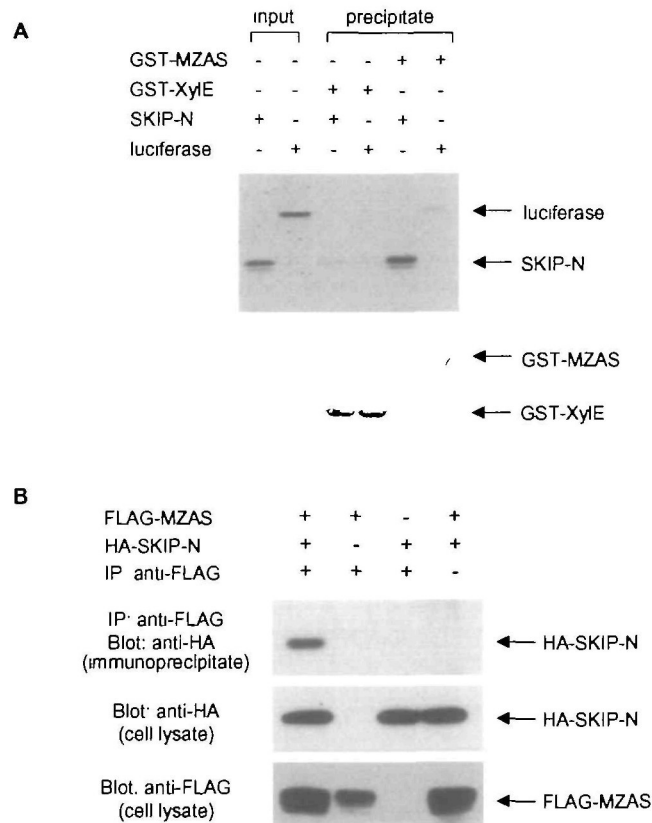 A
input precipitate
GST-MZAS - - - - + +
GST-XylE - - + + - -
SKIP-N + - + - + -
luciferase - + - + - +
luciferase
SKIP-N
GST-MZAS
GST-XylE
B
FLAG-MZAS + + - +
HA-SKIP-N + - + +
IP anti-FLAG + + + -
IP: anti-FLAG
Blot: anti-HA
(immunoprecipitate)
HA-SKIP-N
Blot: anti-HA
(cell lysate)
HA-SKIP-N
Blot. anti-FLAG
(cell lysate)
FLAG-MZAS